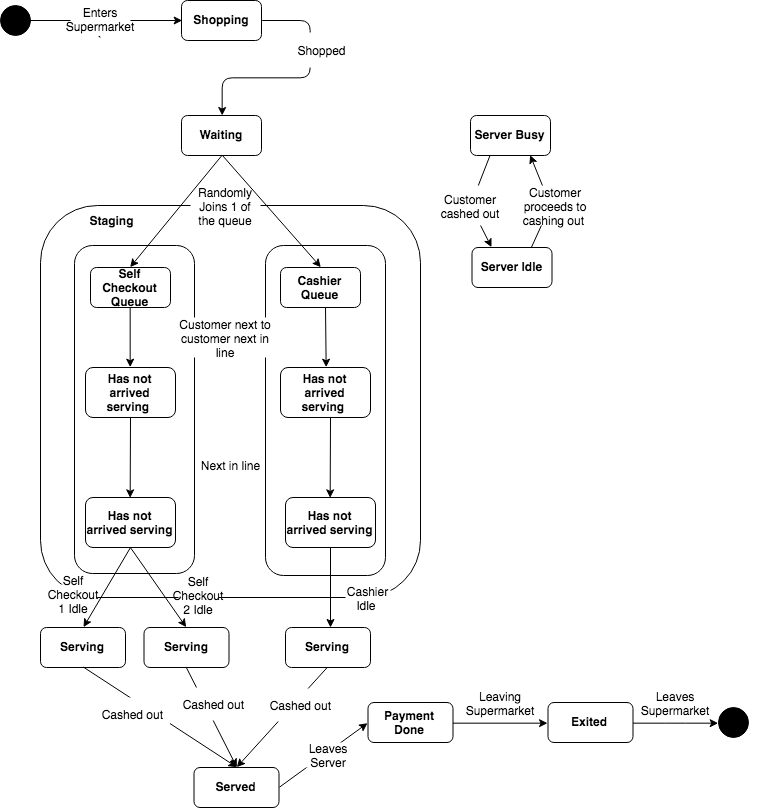 Enters
Supermarket
Shopping
Shopped
Waiting
Randomly
Joins 1 of
the queue
Staging
Self
Checkout
Queue
Cashier
Queue
Customer next to
customer next in
line
Has not
arrived
serving
Has not
arrived
serving
Next in line
Has not
arrived serving
Has not
arrived serving
Self
Checkout
1 Idle
Self
Checkout
2 Idle
Cashier
Idle
Serving
Serving
Serving
Cashed out
Cashed out
Cashed out
Served
Leaves
Server
Payment
Done
Leaving
Supermarket
Exited
Leaves
Supermarket
Server Busy
Customer
cashed out
Customer
proceeds to
cashing out
Server Idle